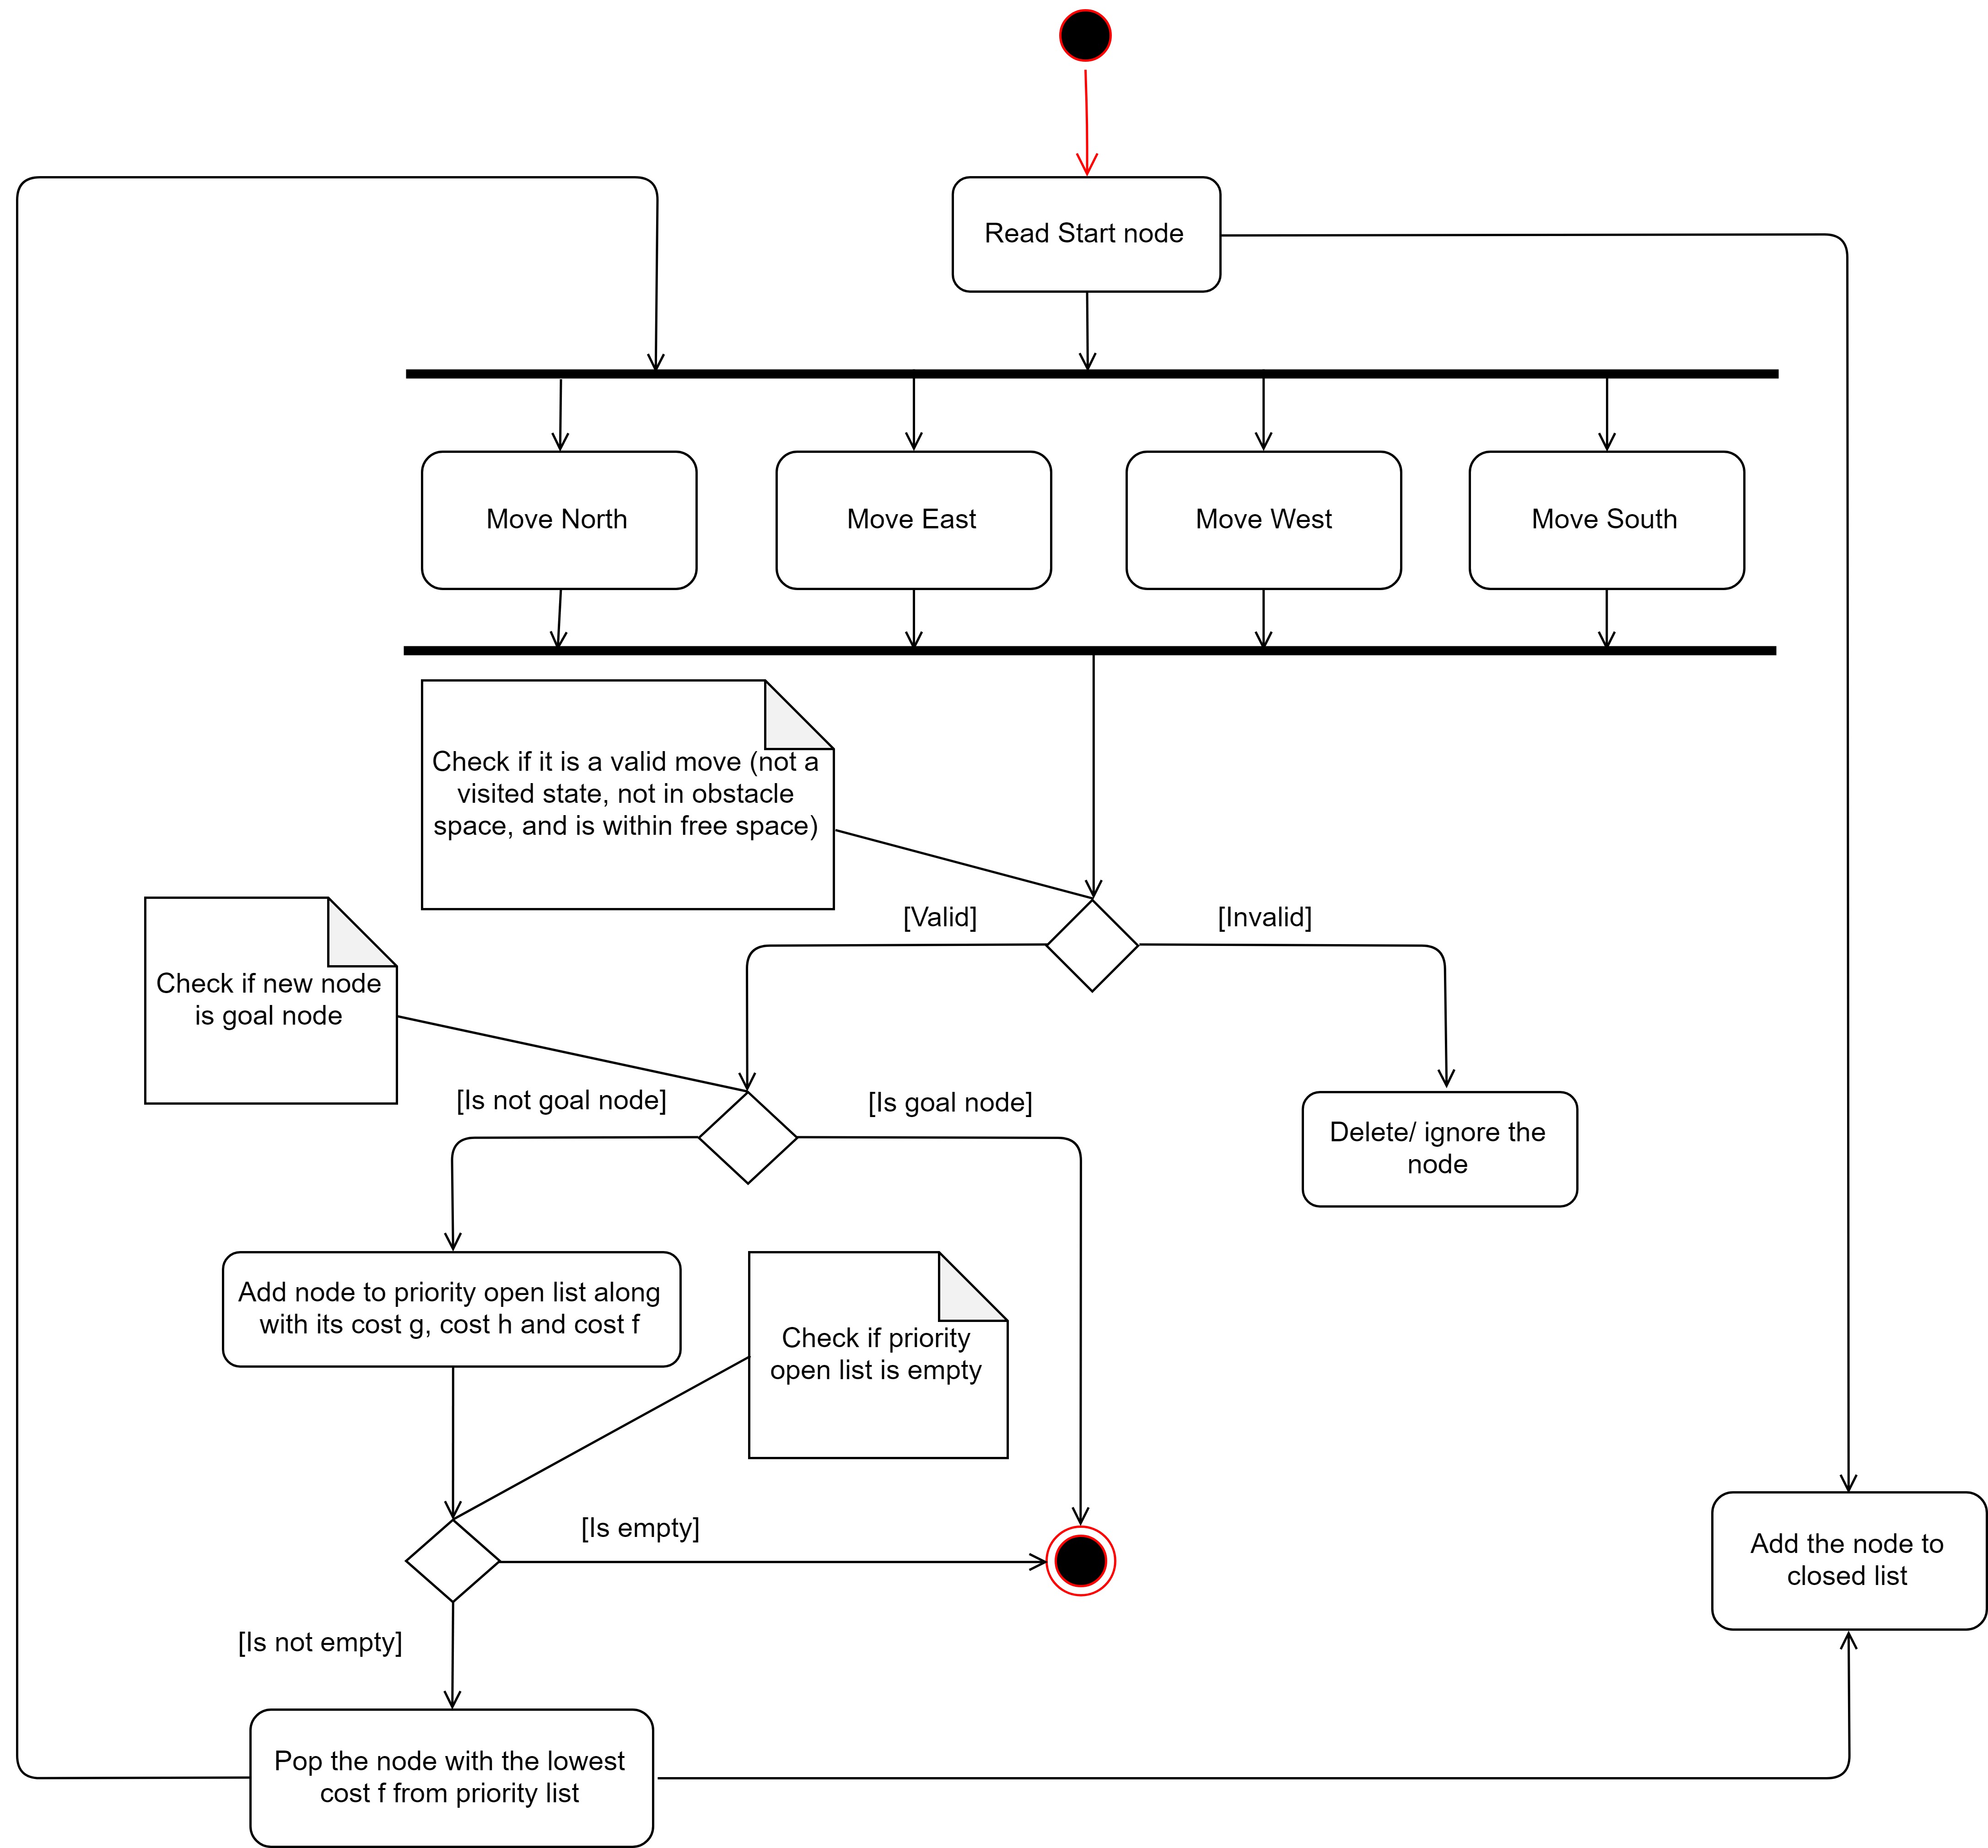 Read Start node
Move North
Move East
Move West
Move South
Check if it is a valid move (not a
visited state, not in obstacle
space, and is within free space)
[Valid]
[Invalid]
Check if new node
is goal node
[Is not goal node]
[Is goal node]
Delete/ ignore the
node
Add node to priority open list along
with its cost g, cost h and cost f
Check if priority
open list is empty
[Is empty]
Add the node to
closed list
[Is not empty]
Pop the node with the lowest
cost f from priority list